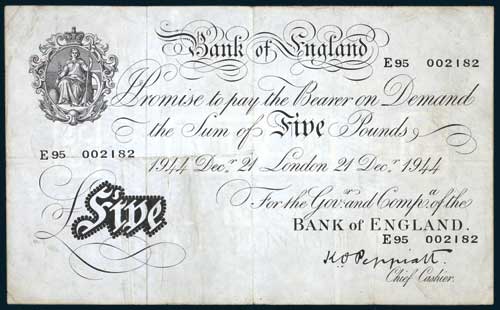 Bank of England
E95 002182
Promise to pay the Bearer on Demand
the Sum of Five Pounds
E95 002182
1944 Decr. 21 London 21 Decr. 1944
For the Govr. and Compa. of the
BANK OF ENGLAND.
E95 002182
£Five
K.O. Peppiatt
Chief Cashier.